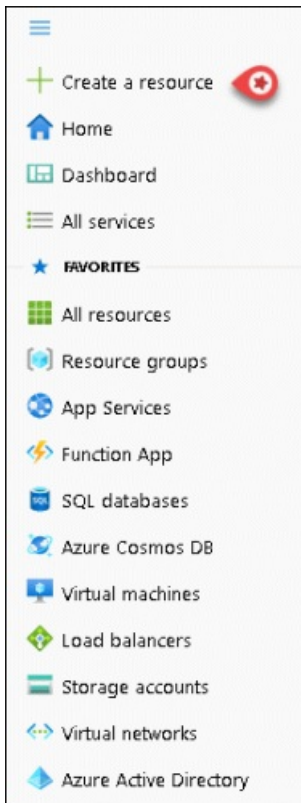 Create a resource
Home
Dashboard
All services
FAVORITES
All resources
Resource groups
App Services
Function App
SQL databases
Azure Cosmos DB
Virtual machines
Load balancers
Storage accounts
Virtual networks
Azure Active Directory